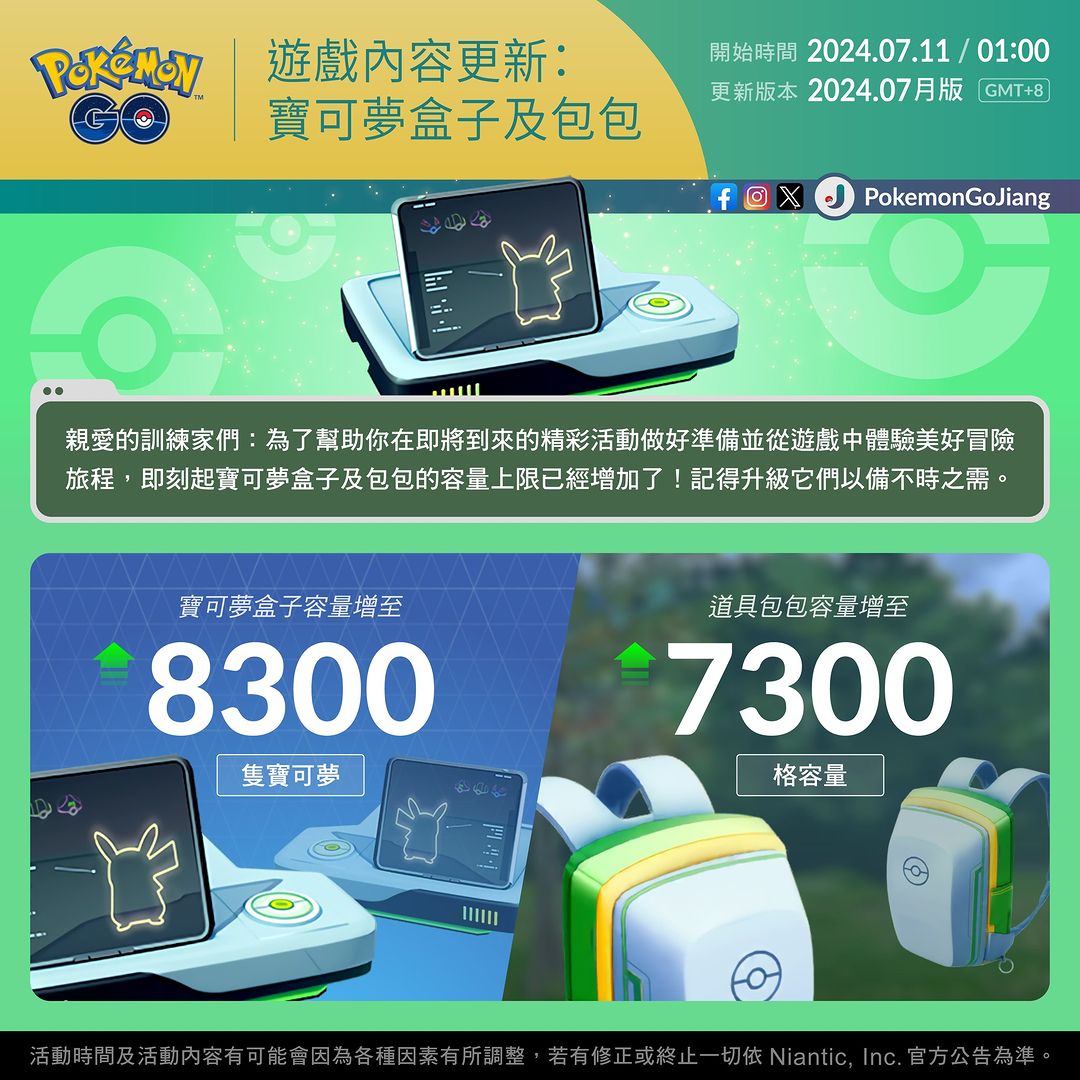 POKÉMON
GO
TM
遊戲內容更新：
寶可夢盒子及包包
開始時間 2024.07.11 / 01:00
更新版本 2024.07月版 GMT+8
PokemonGoJiang
親愛的訓練家們：為了幫助你在即將到來的精彩活動做好準備並從遊戲中體驗美好冒險
旅程，即刻起寶可夢盒子及包包的容量上限已經增加了！記得升級它們以備不時之需。
寶可夢盒子容量增至
8300
隻寶可夢
道具包包容量增至
7300
格容量
活動時間及活動內容有可能會因為各種因素有所調整，若有修正或終止一切依 Niantic, Inc. 官方公告為準。